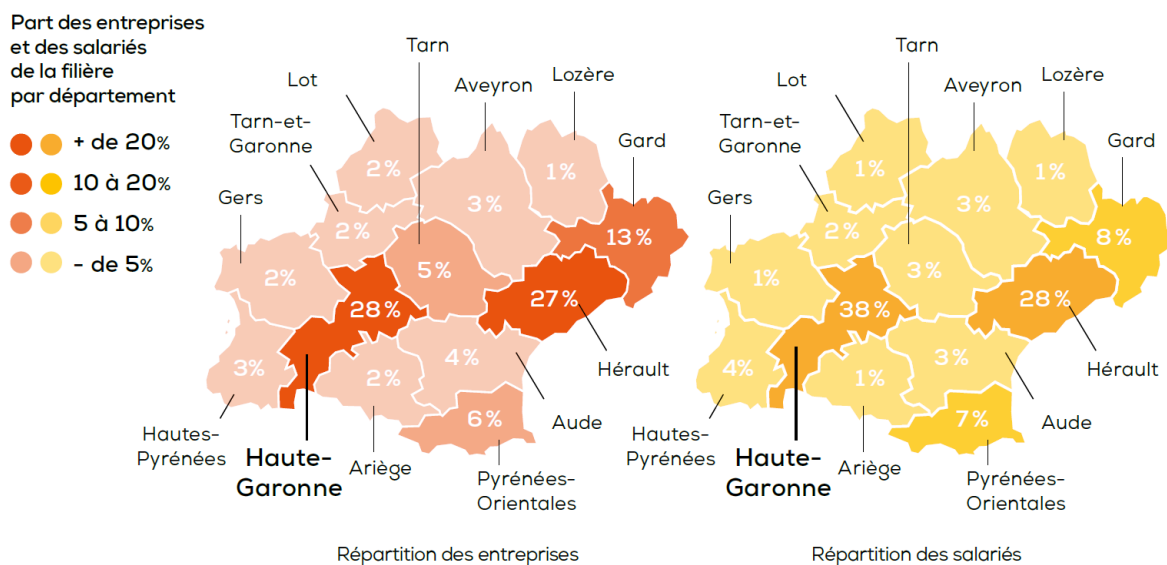 Part des entreprises
et des salariés
de la filière
par département
+ de 20%
10 à 20%
5 à 10%
- de 5%
Tarn
Lot
Aveyron
Lozère
Tarn-et-
Garonne
Gard
Gers
2%
1%
3%
2%
13%
5%
2%
28%
27%
4%
3%
2%
6%
Hérault
Aude
Hautes-
Pyrénées
Haute-
Garonne
Ariège
Pyrénées-
Orientales
Répartition des entreprises
Tarn
Lot
Aveyron
Lozère
Tarn-et-
Garonne
Gard
Gers
1%
1%
3%
2%
8%
3%
1%
38%
28%
3%
4%
1%
7%
Hérault
Aude
Hautes-
Pyrénées
Haute-
Garonne
Ariège
Pyrénées-
Orientales
Répartition des salariés